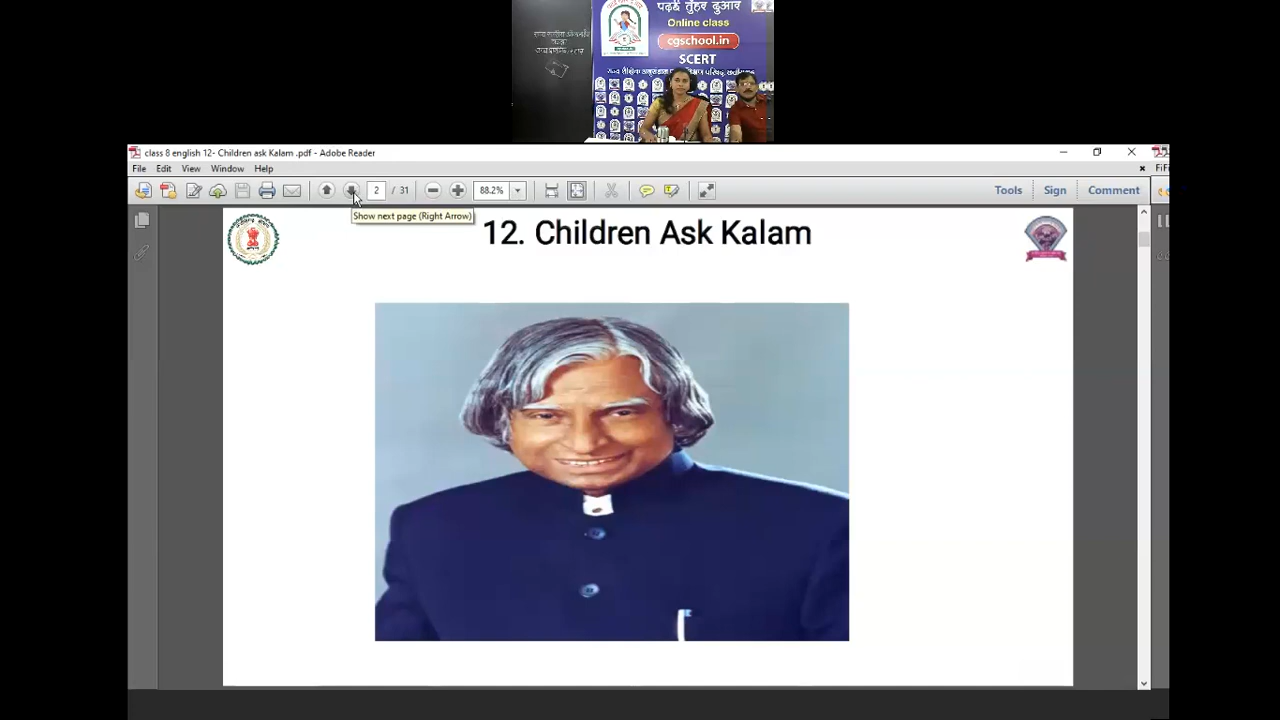 पढ़ई तुंहर दुआर
Online class
cgschool.in
SCERT
class 8 english 12- Children ask Kalam .pdf - Adobe Reader
File Edit View Window Help
2 / 31 88.2% Tools Sign Comment
Show next page (Right Arrow)
12. Children Ask Kalam